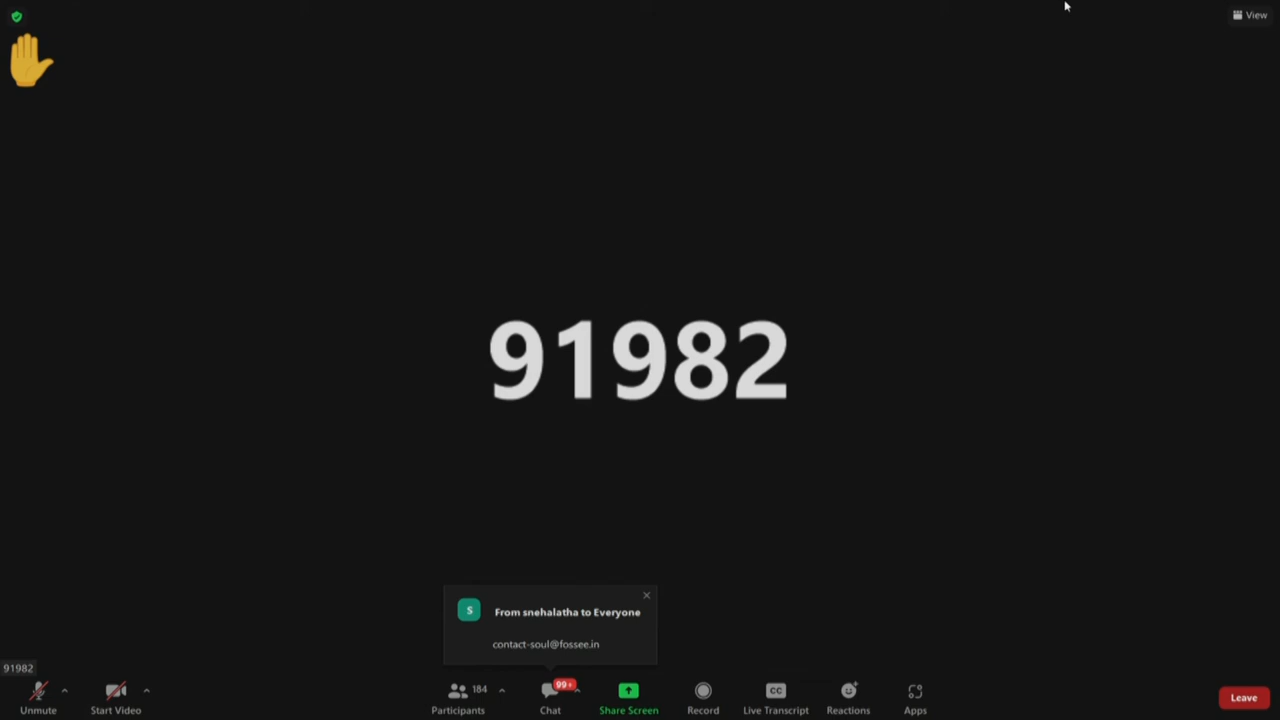 View
91982
S
From snehalatha to Everyone
contact-soul@fossee.in
91982
Unmute
Start Video
184
Participants
99+
Chat
Share Screen
Record
CC
Live Transcript
Reactions
Apps
Leave